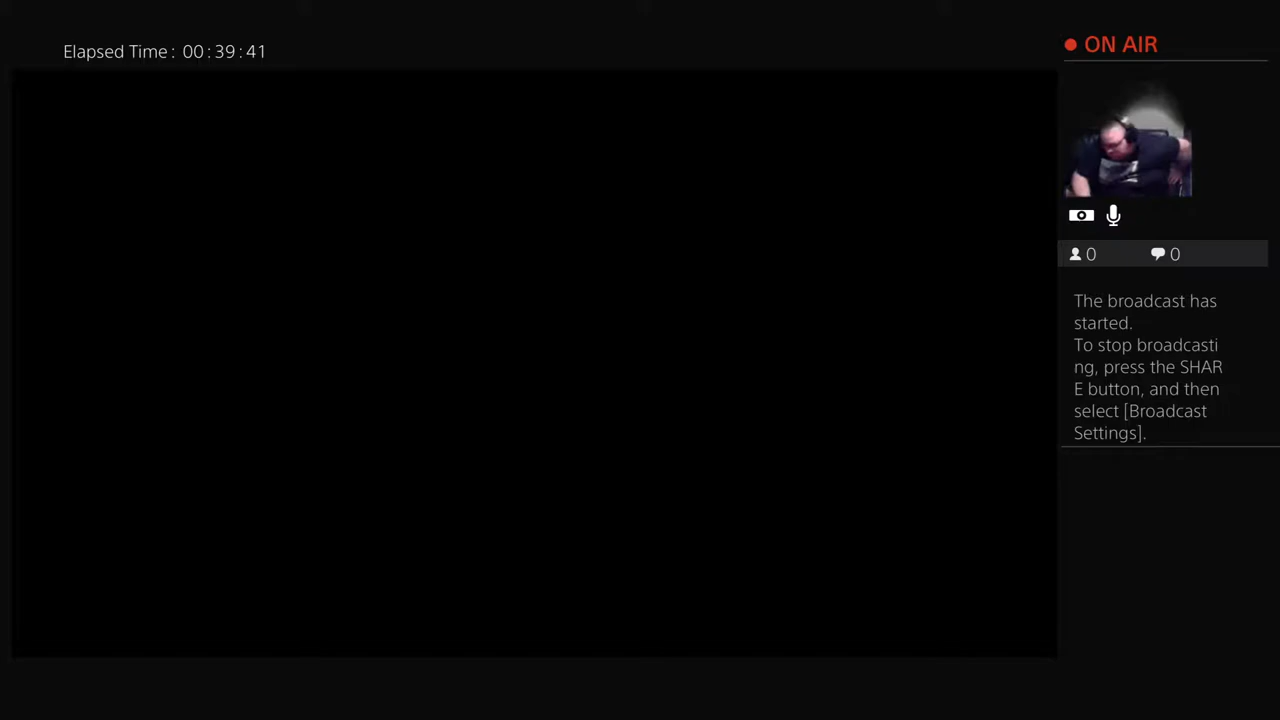 Elapsed Time: 00:39:41
ON AIR
0 0
The broadcast has
started.
To stop broadcasti
ng, press the SHAR
E button, and then
select [Broadcast
Settings].